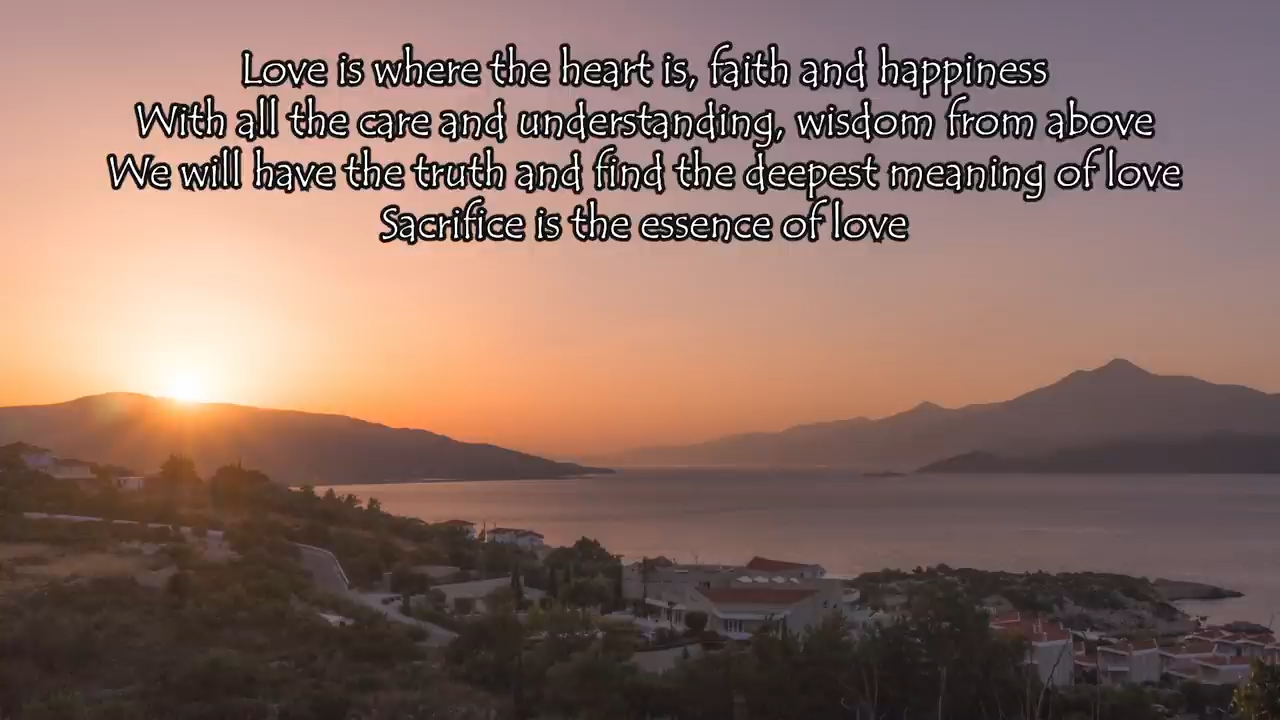 Love is where the heart is, faith and happiness
With all the care and understanding, wisdom from above
We will have the truth and find the deepest meaning of love
Sacrifice is the essence of love